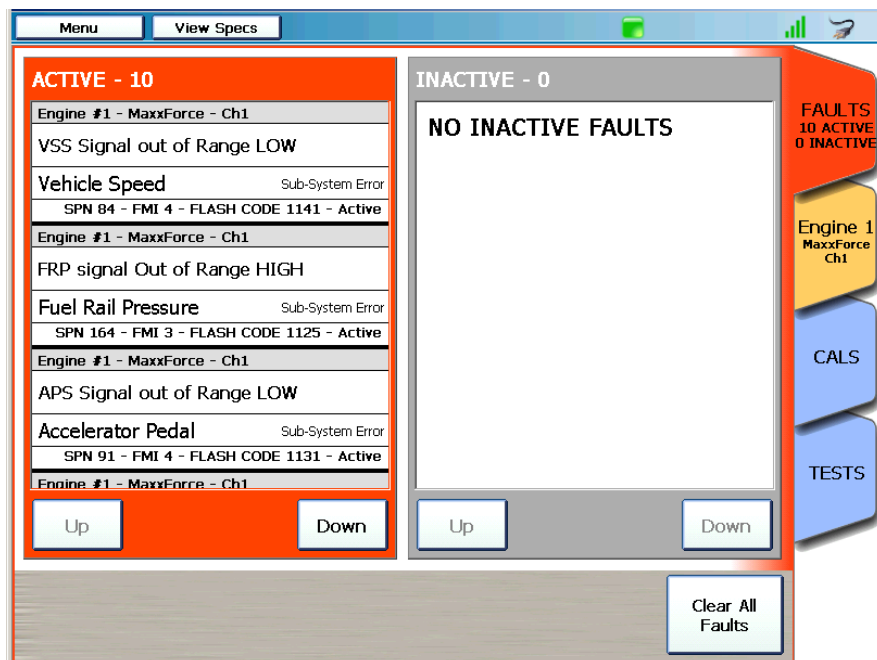 Menu
View Specs
ACTIVE - 10
Engine #1 - MaxxForce - Ch1
VSS Signal out of Range LOW
Vehicle Speed
Sub-System Error
SPN 84 - FMI 4 - FLASH CODE 1141 - Active
Engine #1 - MaxxForce - Ch1
FRP signal Out of Range HIGH
Fuel Rail Pressure
Sub-System Error
SPN 164 - FMI 3 - FLASH CODE 1125 - Active
Engine #1 - MaxxForce - Ch1
APS Signal out of Range LOW
Accelerator Pedal
Sub-System Error
SPN 91 - FMI 4 - FLASH CODE 1131 - Active
Engine #1 - MaxxForce - Ch1
Up
Down
INACTIVE - 0
NO INACTIVE FAULTS
Up
Down
FAULTS
10 ACTIVE
0 INACTIVE
Engine 1
MaxxForce
Ch1
CALS
TESTS
Clear All
Faults